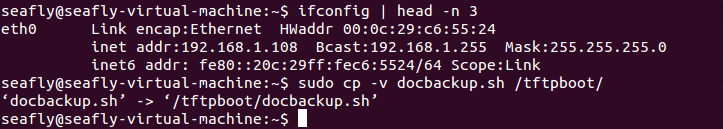 seafly@seafly-virtual-machine:~$ ifconfig | head -n 3
eth0      Link encap:Ethernet  HWaddr 00:0c:29:c6:55:24
          inet addr:192.168.1.108  Bcast:192.168.1.255  Mask:255.255.255.0
          inet6 addr: fe80::20c:29ff:fec6:5524/64 Scope:Link
seafly@seafly-virtual-machine:~$ sudo cp -v docbackup.sh /tftpboot/
‘docbackup.sh’ -> ‘/tftpboot/docbackup.sh’
seafly@seafly-virtual-machine:~$